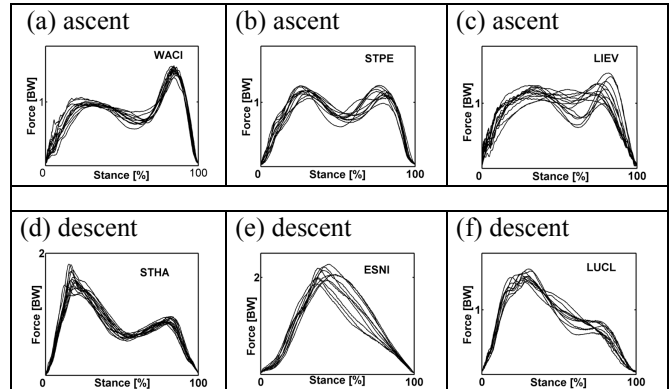 (a) ascent
WACI
Force [BW]
1
0
Stance [%]
100
(b) ascent
STPE
Force [BW]
1
0
Stance [%]
100
(c) ascent
LIEV
Force [BW]
1
0
Stance [%]
100
(d) descent
STHA
2
Force [BW]
1
0
Stance [%]
100
(e) descent
ESNI
2
Force [BW]
0
Stance [%]
100
(f) descent
LUCL
Force [BW]
1
0
Stance [%]
100